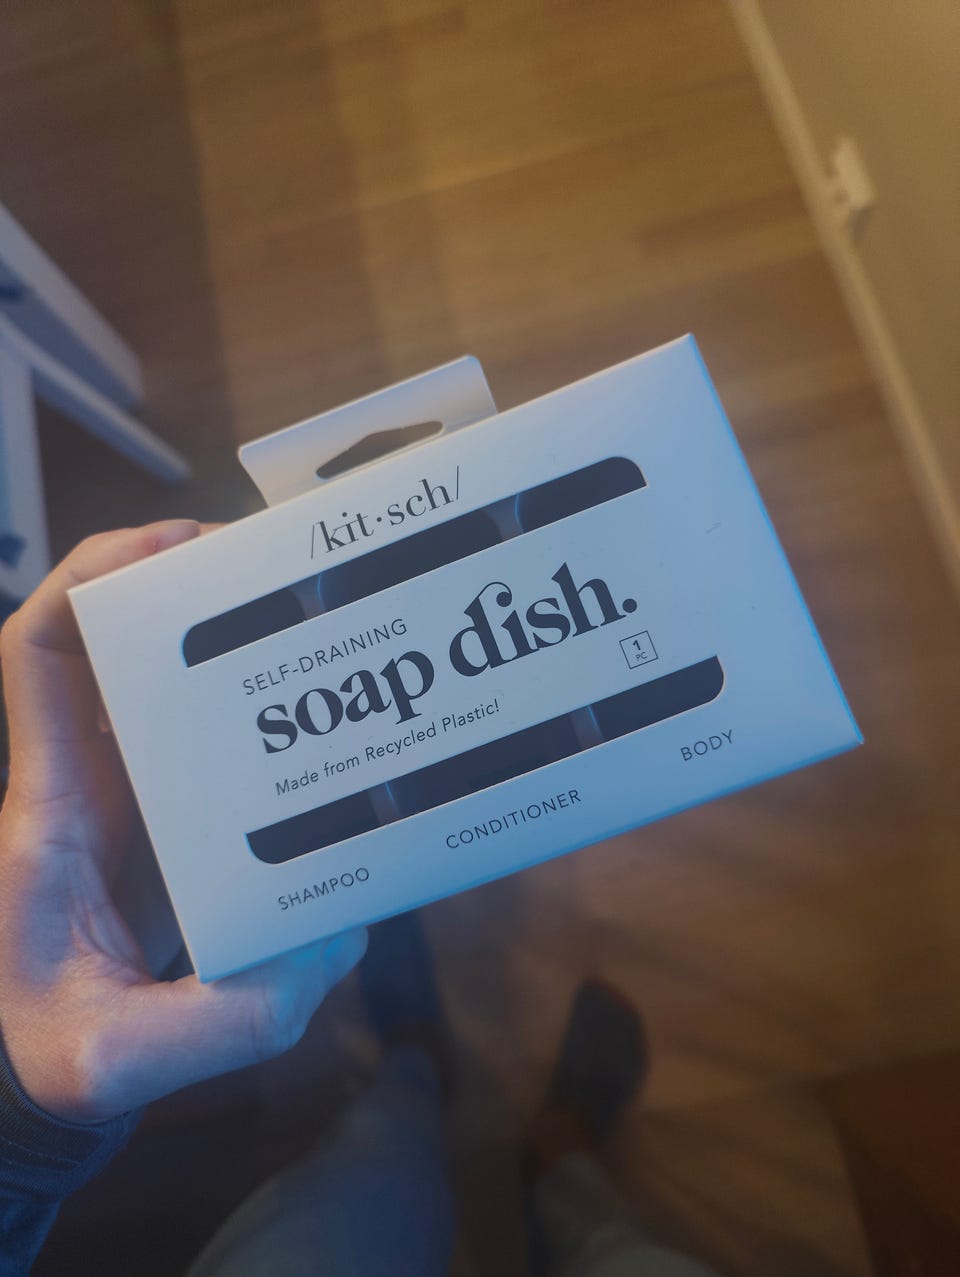 /kit·sch/
SELF-DRAINING
soap dish.
Made from Recycled Plastic!
1
PC
SHAMPOO
CONDITIONER
BODY